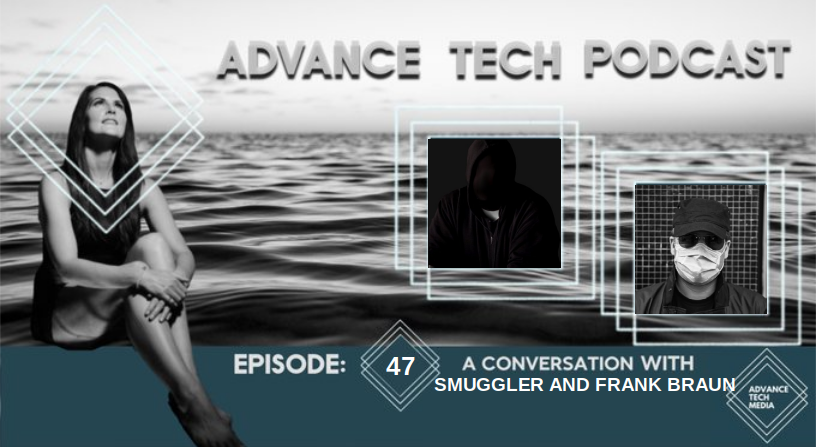 ADVANCE TECH PODCAST
EPISODE:
47
A CONVERSATION WITH
SMUGGLER AND FRANK BRAUN
ADVANCE
TECH
MEDIA